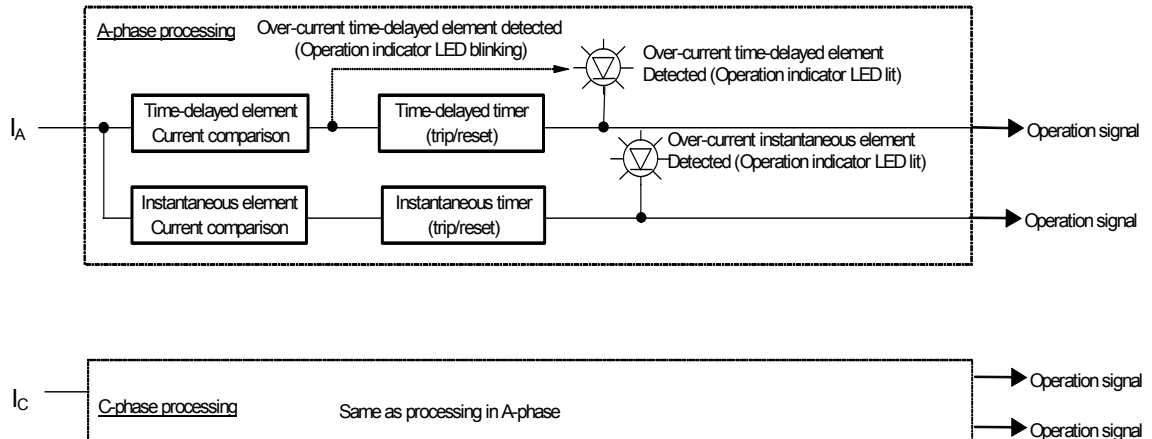 A-phase processing
Over-current time-delayed element detected
(Operation indicator LED blinking)
Over-current time-delayed element
Detected (Operation indicator LED lit)
I_A
Time-delayed element
Current comparison
Time-delayed timer
(trip/reset)
Operation signal
Over-current instantaneous element
Detected (Operation indicator LED lit)
Instantaneous element
Current comparison
Instantaneous timer
(trip/reset)
Operation signal
I_C
C-phase processing
Same as processing in A-phase
Operation signal
Operation signal